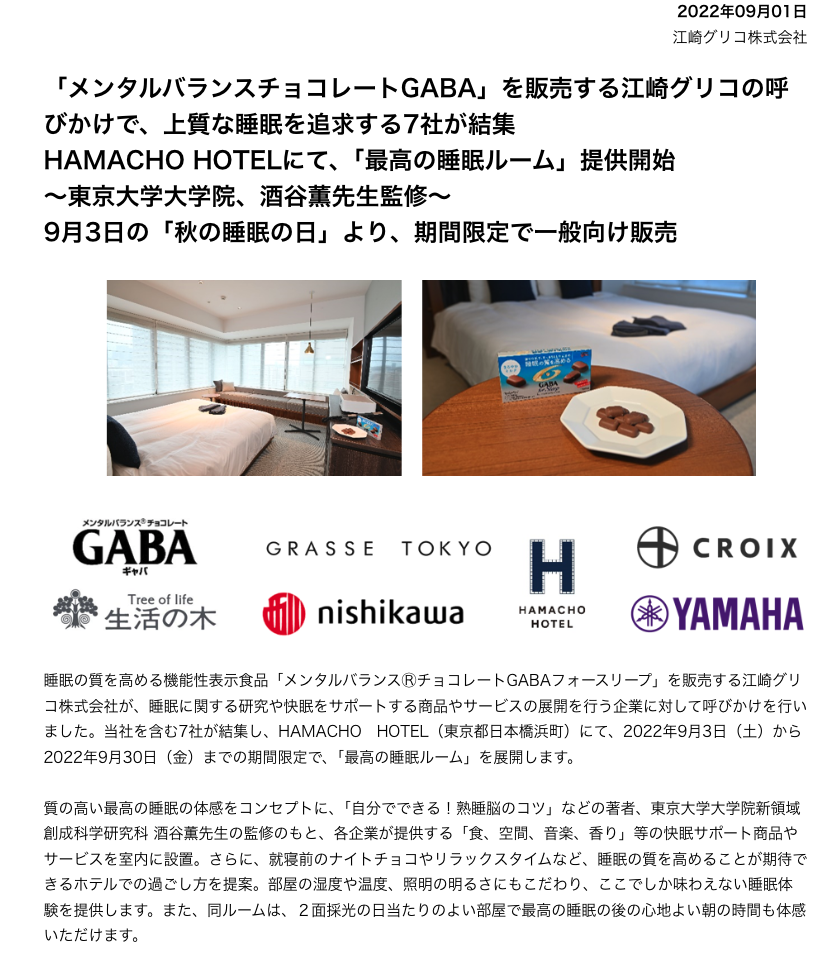 2022年09月01日
江崎グリコ株式会社
「メンタルバランスチョコレートGABA」を販売する江崎グリコの呼
びかけで、上質な睡眠を追求する7社が結集
HAMACHO HOTELにて、「最高の睡眠ルーム」提供開始
～東京大学大学院、酒谷薫先生監修～
9月3日の「秋の睡眠の日」より、期間限定で一般向け販売
睡眠の質を高める
GABA
メンタルバランス®チョコレート
GABA
ギャバ
GRASSE TOKYO
HAMACHO
HOTEL
CROIX
Tree of life
生活の木
nishikawa
YAMAHA
睡眠の質を高める機能性表示食品「メンタルバランスⓇチョコレートGABAフォースリープ」を販売する江崎グリ
コ株式会社が、睡眠に関する研究や快眠をサポートする商品やサービスの展開を行う企業に対して呼びかけを行い
ました。当社を含む7社が結集し、HAMACHO　HOTEL（東京都日本橋浜町）にて、2022年9月3日（土）から
2022年9月30日（金）までの期間限定で、「最高の睡眠ルーム」を展開します。
質の高い最高の睡眠の体感をコンセプトに、「自分でできる！熟睡脳のコツ」などの著者、東京大学大学院新領域
創成科学研究科 酒谷薫先生の監修のもと、各企業が提供する「食、空間、音楽、香り」等の快眠サポート商品や
サービスを室内に設置。さらに、就寝前のナイトチョコやリラックスタイムなど、睡眠の質を高めることが期待で
きるホテルでの過ごし方を提案。部屋の湿度や温度、照明の明るさにもこだわり、ここでしか味わえない睡眠体
験を提供します。また、同ルームは、２面採光の日当たりのよい部屋で最高の睡眠の後の心地よい朝の時間も体感
いただけます。